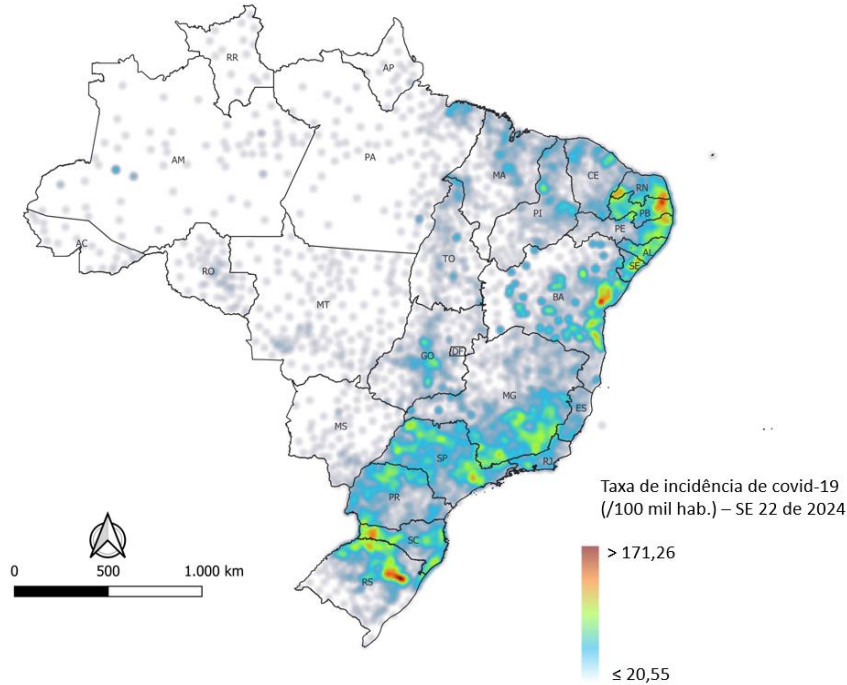 RR
AP
AM
PA
MA
CE
RN
PB
PI
PE
AL
AC
SE
TO
RO
BA
MT
GO
DF
MG
ES
MS
SP
RJ
PR
SC
RS
Taxa de incidência de covid-19
(/100 mil hab.) – SE 22 de 2024
0 500 1.000 km
> 171,26
≤ 20,55